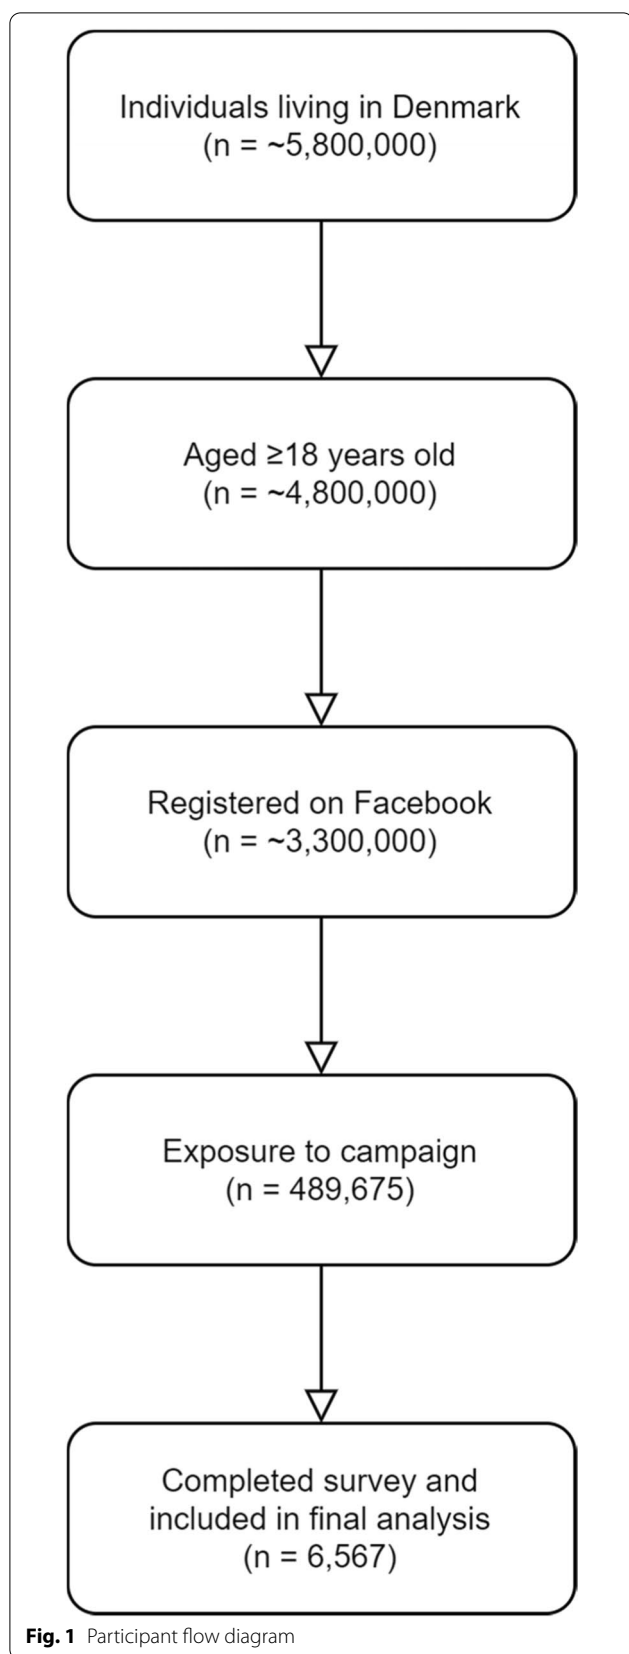 Individuals living in Denmark
(n = ~5,800,000)
Aged ≥18 years old
(n = ~4,800,000)
Registered on Facebook
(n = ~3,300,000)
Exposure to campaign
(n = 489,675)
Completed survey and
included in final analysis
(n = 6,567)
Fig. 1 Participant flow diagram